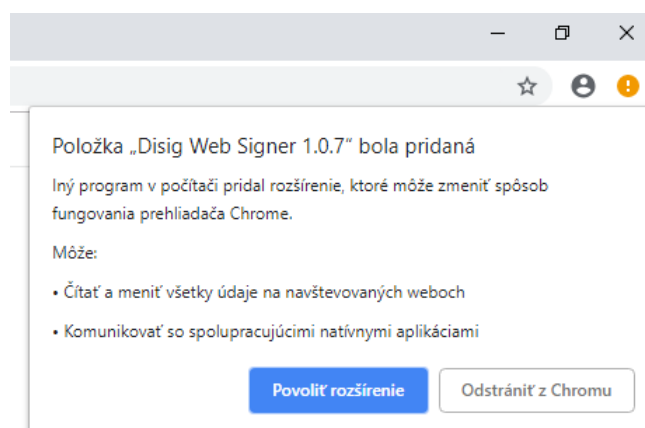 Položka „Disig Web Signer 1.0.7“ bola pridaná
Iný program v počítači pridal rozšírenie, ktoré môže zmeniť spôsob
fungovania prehliadača Chrome.
Môže:
• Čítať a meniť všetky údaje na navštevovaných weboch
• Komunikovať so spolupracujúcimi natívnymi aplikáciami
Povoliť rozšírenie
Odstrániť z Chromu